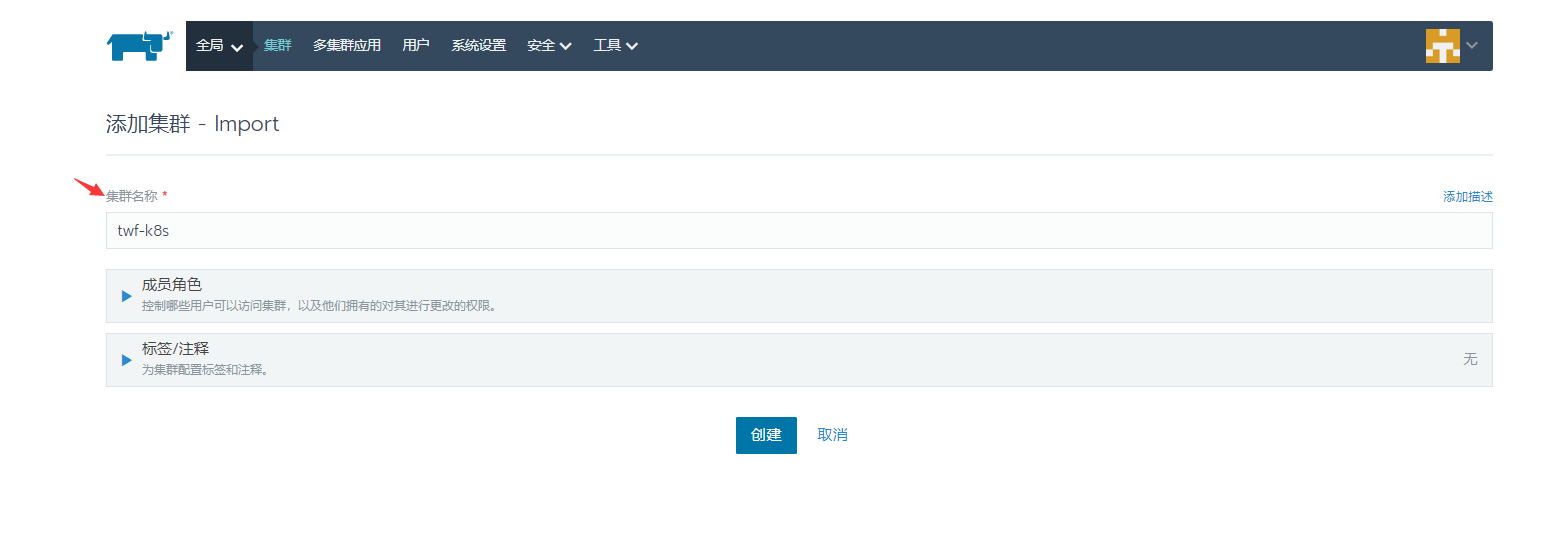 全局 集群 多集群应用 用户 系统设置 安全 工具
添加集群 - Import
集群名称 * 添加描述
twf-k8s
成员角色
控制哪些用户可以访问集群，以及他们拥有的对其进行更改的权限。
标签/注释
为集群配置标签和注释。 无
创建 取消